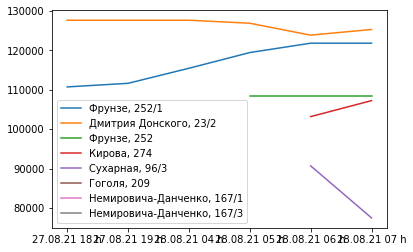 130000
120000
110000
100000
90000
80000
Фрунзе, 252/1
Дмитрия Донского, 23/2
Фрунзе, 252
Кирова, 274
Сухарная, 96/3
Гоголя, 209
Немировича-Данченко, 167/1
Немировича-Данченко, 167/3
27.08.21 18 h 27.08.21 19 h 28.08.21 04 h 28.08.21 05 h 28.08.21 06 h 28.08.21 07 h